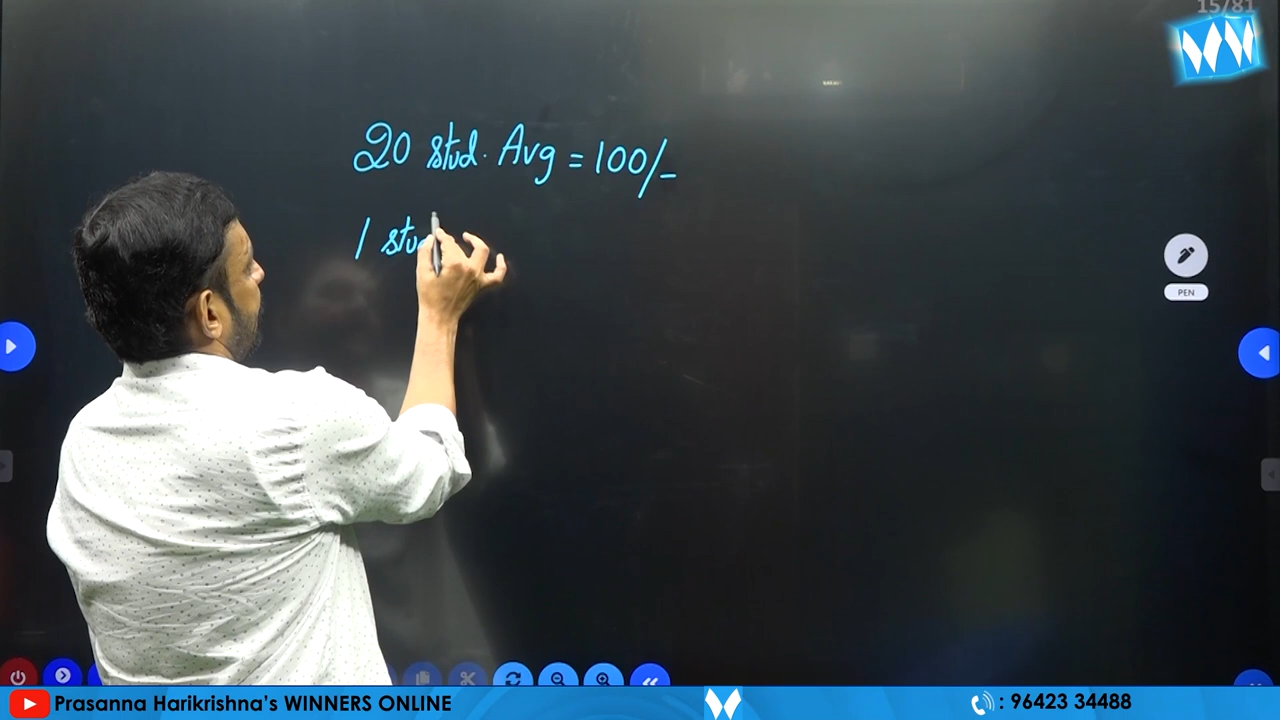 15/81
20 stud. Avg = 100/-
1 stu
PEN
Prasanna Harikrishna's WINNERS ONLINE
: 96423 34488